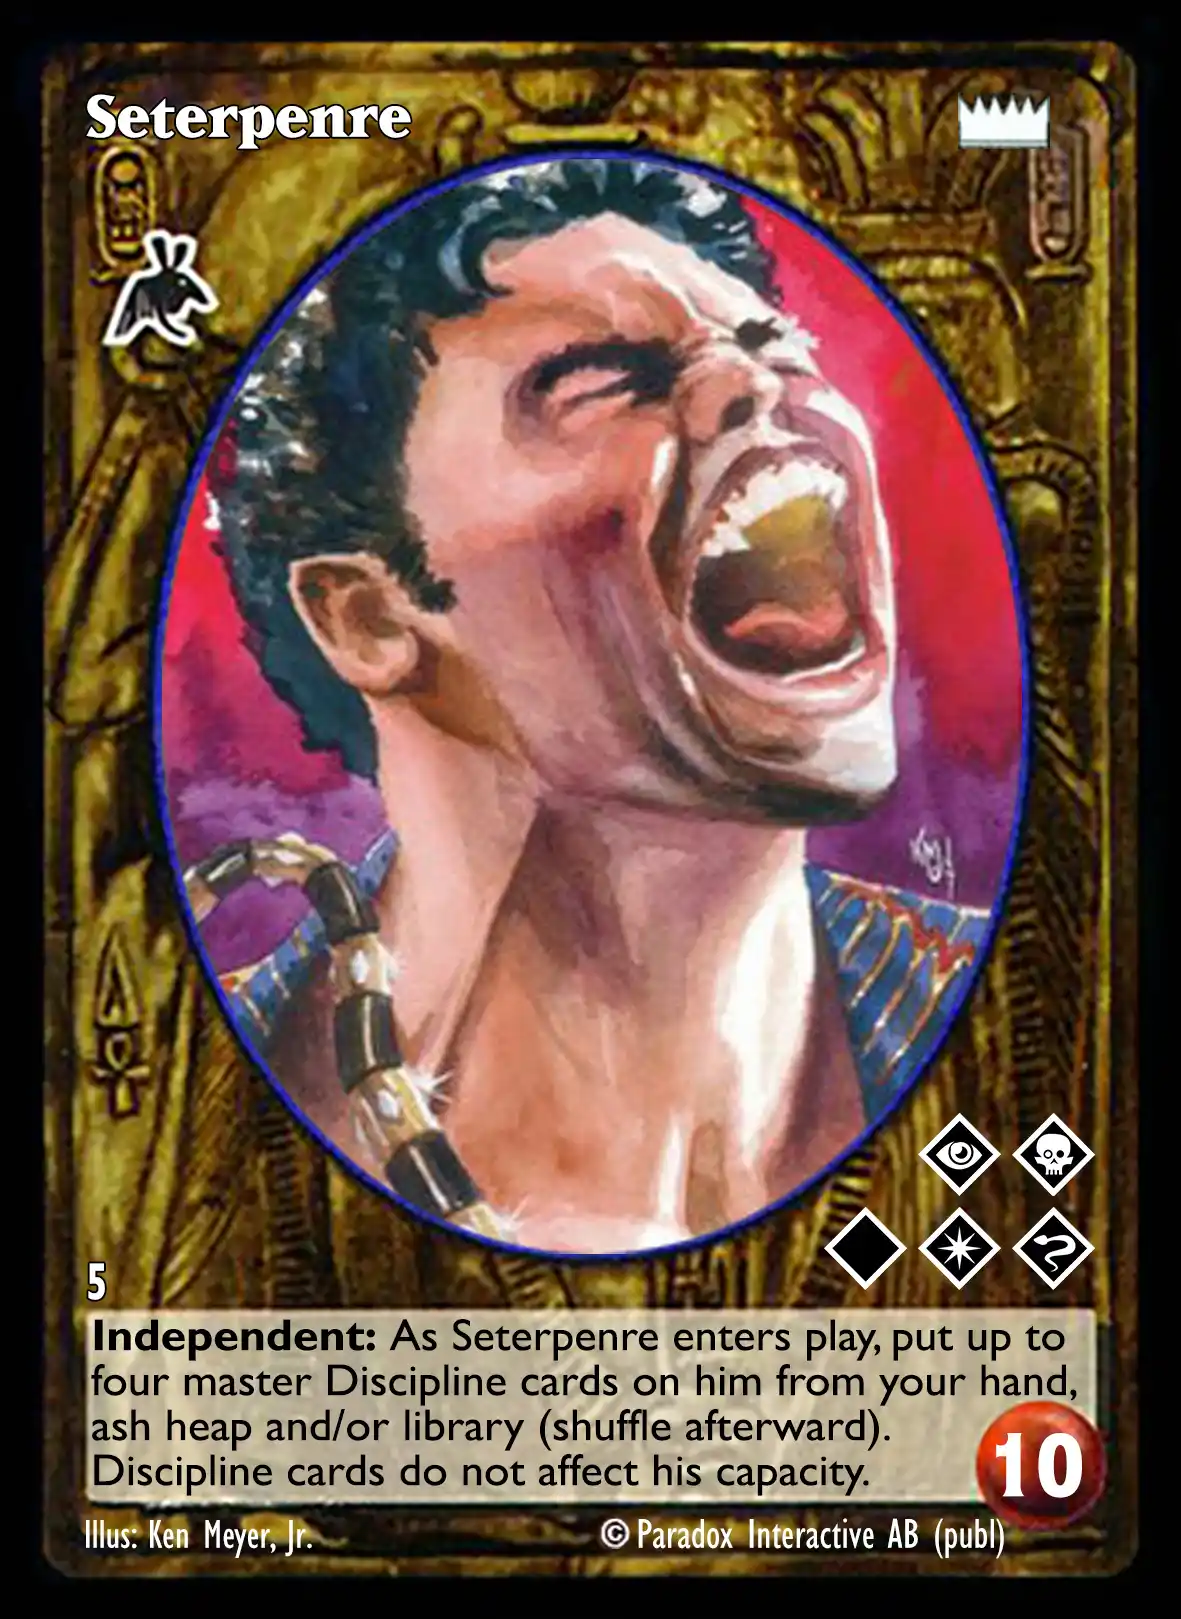 Seterpenre
5
Independent: As Seterpenre enters play, put up to
four master Discipline cards on him from your hand,
ash heap and/or library (shuffle afterward).
Discipline cards do not affect his capacity.
10
Illus: Ken Meyer, Jr.
© Paradox Interactive AB (publ)